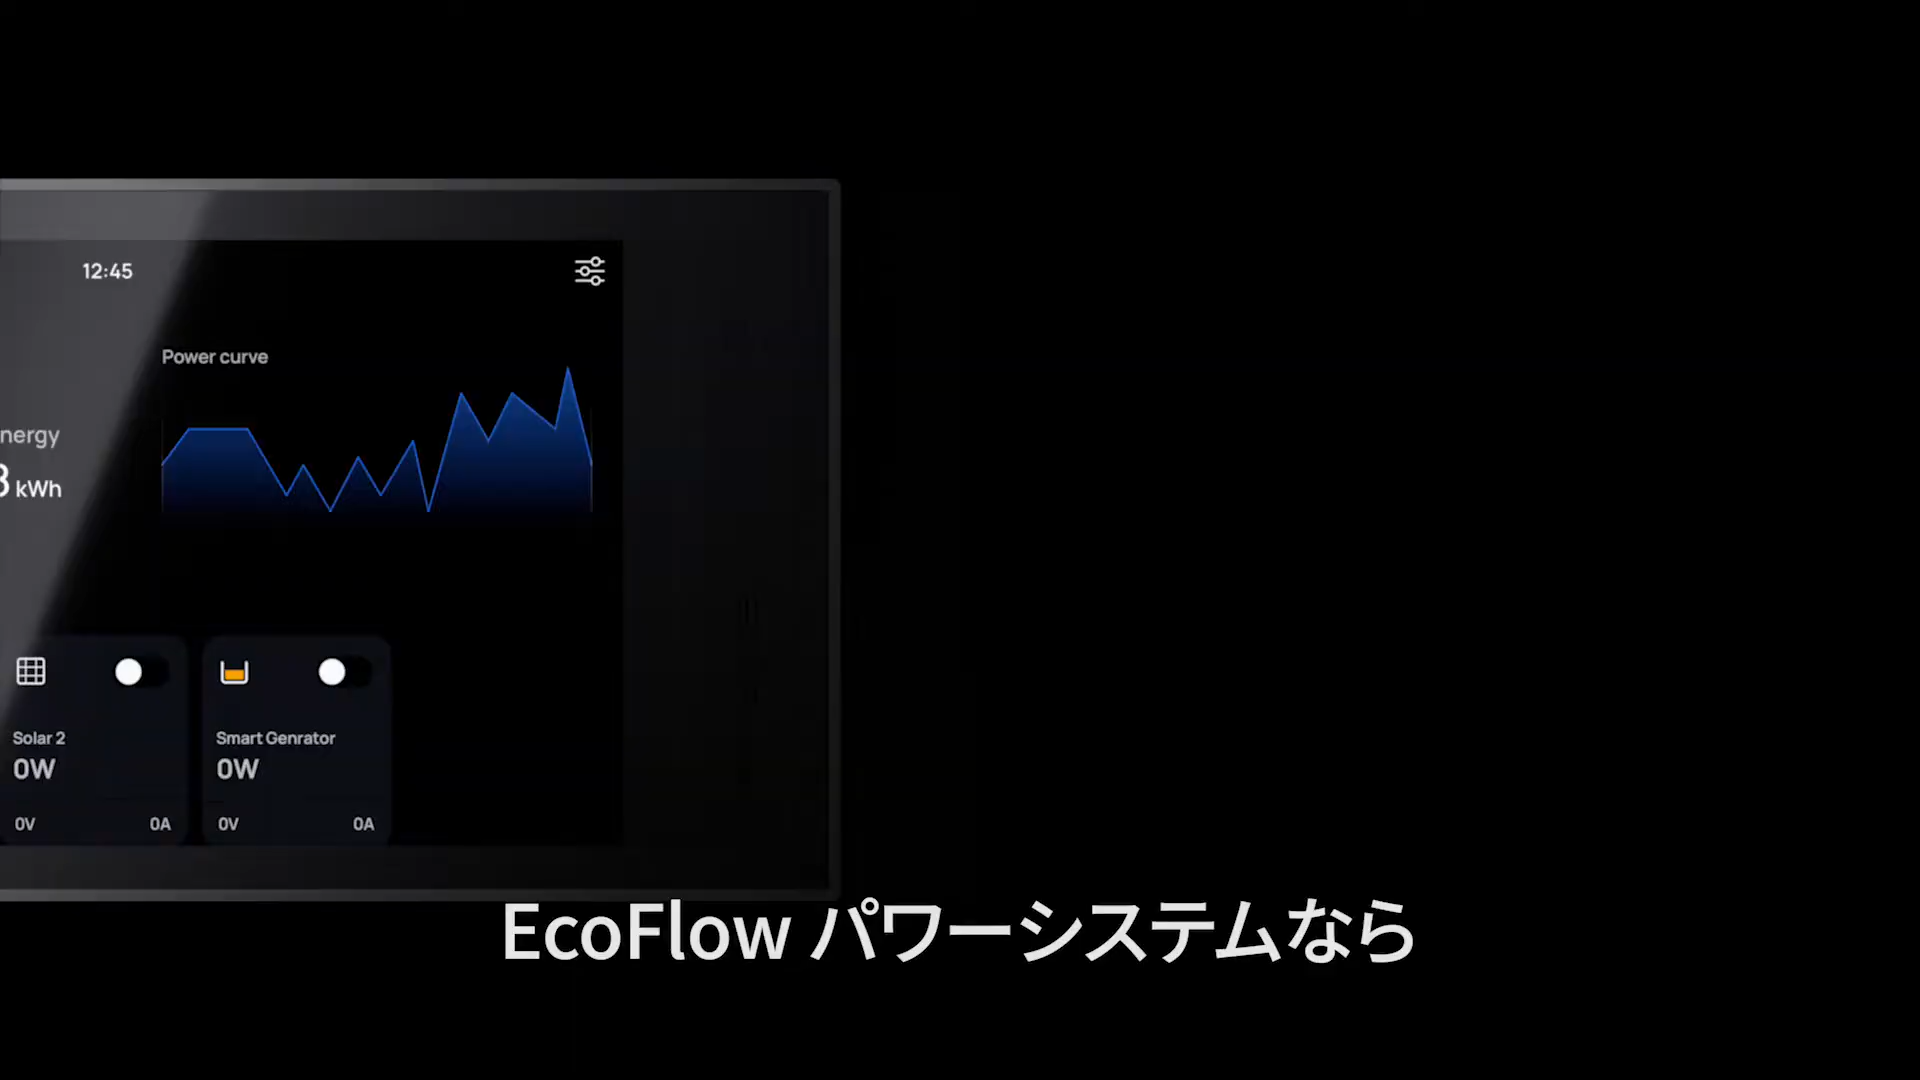 12:45
Power curve
nergy
kWh
Solar 2
Smart Genrator
0W
0W
0V
0A
0V
0A
EcoFlow パワーシステムなら